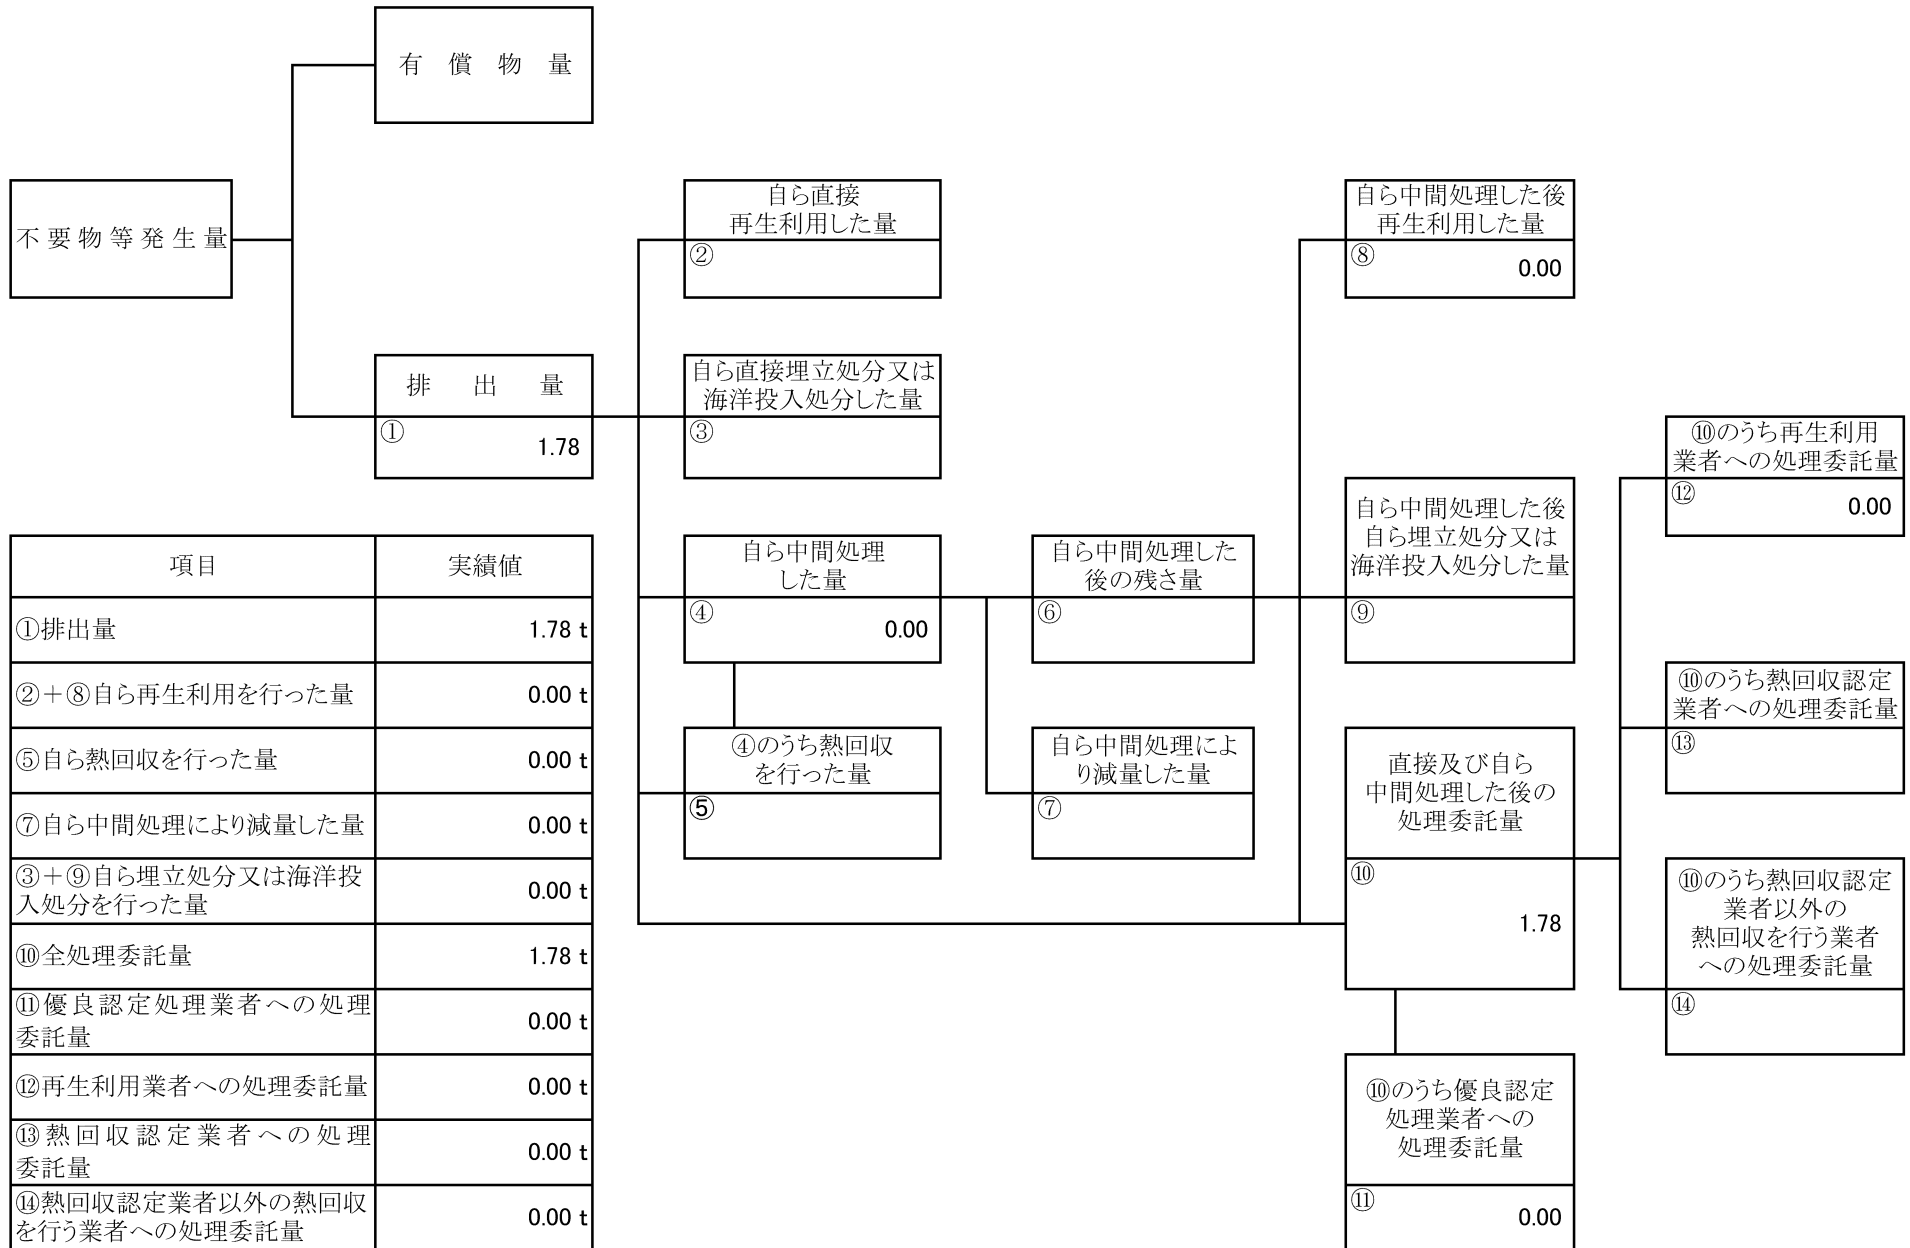 有償物量
不要物等発生量
自ら直接
再生利用した量
②
自ら中間処理した後
再生利用した量
⑧
0.00
排出量
①
1.78
自ら直接埋立処分又は
海洋投入処分した量
③
⑩のうち再生利用
業者への処理委託量
⑫
0.00
自ら中間処理
した量
④
0.00
自ら中間処理した
後の残さ量
⑥
自ら中間処理した後
自ら埋立処分又は
海洋投入処分した量
⑨
④のうち熱回収
を行った量
⑤
自ら中間処理によ
り減量した量
⑦
直接及び自ら
中間処理した後の
処理委託量
⑩
1.78
⑩のうち熱回収認定
業者への処理委託量
⑬
⑩のうち熱回収認定
業者以外の
熱回収を行う業者
への処理委託量
⑭
⑩のうち優良認定
処理業者への
処理委託量
⑪
0.00
項目 実績値
①排出量 1.78 t
②+⑧自ら再生利用を行った量 0.00 t
⑤自ら熱回収を行った量 0.00 t
⑦自ら中間処理により減量した量 0.00 t
③+⑨自ら埋立処分又は海洋投
入処分を行った量 0.00 t
⑩全処理委託量 1.78 t
⑪優良認定処理業者への処理
委託量 0.00 t
⑫再生利用業者への処理委託量 0.00 t
⑬熱回収認定業者への処理
委託量 0.00 t
⑭熱回収認定業者以外の熱回収
を行う業者への処理委託量 0.00 t